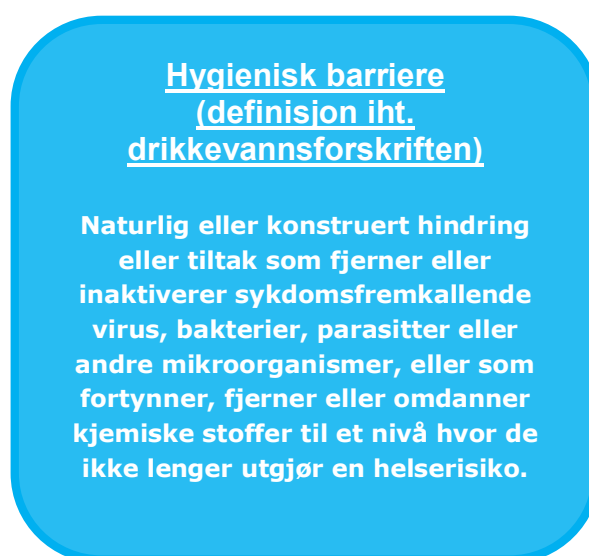 Hygienisk barriere
(definisjon iht.
drikkevannsforskriften)
Naturlig eller konstruert hindring
eller tiltak som fjerner eller
inaktiverer sykdomsfremkallende
virus, bakterier, parasitter eller
andre mikroorganismer, eller som
fortynner, fjerner eller omdanner
kjemiske stoffer til et nivå hvor de
ikke lenger utgjør en helserisiko.